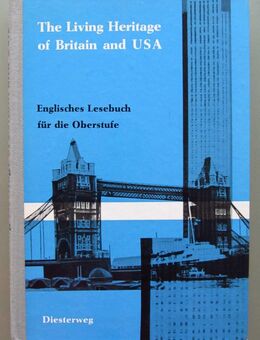 The Living Heritage
of Britain and USA
Englisches Lesebuch
für die Oberstufe
Diesterweg